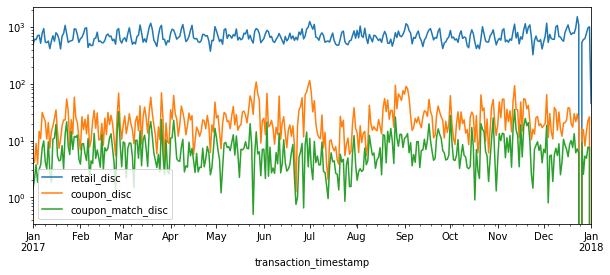 10³
10²
10¹
10⁰
retail_disc
coupon_disc
coupon_match_disc
Jan Feb Mar Apr May Jun Jul Aug Sep Oct Nov Dec Jan
2017 2018
transaction_timestamp